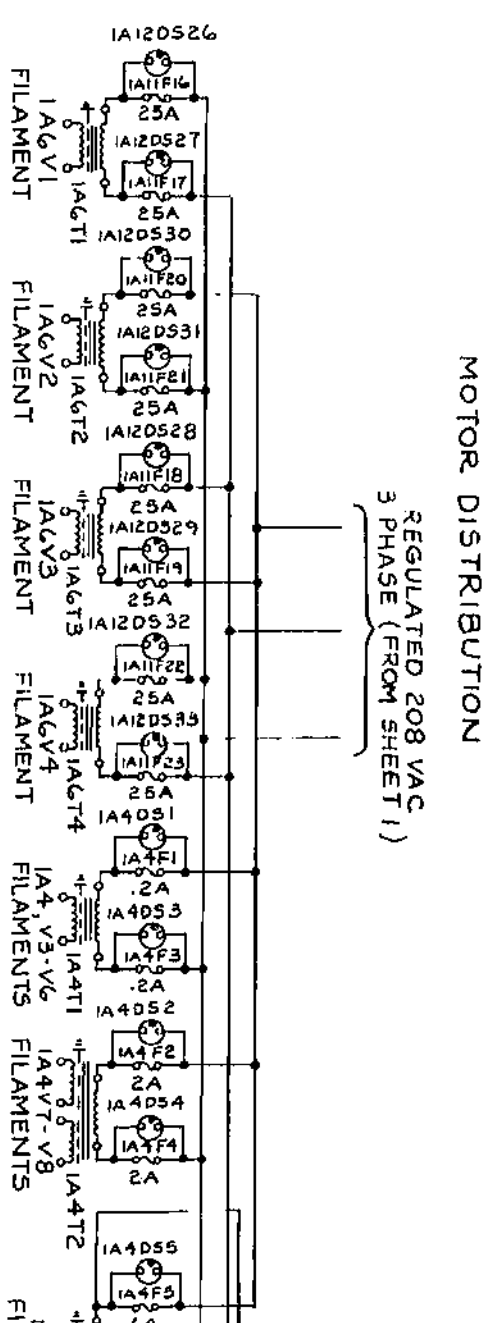 1A12DS26
1A11F16
25A
1A12DS27
1A11F17
25A
1A6T1
1A6V1
FILAMENT
1A12DS30
1A11F20
25A
1A12DS31
1A11F21
25A
1A6T2
1A6V2
FILAMENT
1A12DS28
1A11F18
25A
1A12DS29
1A11F19
25A
1A6T3
1A6V3
FILAMENT
1A12DS32
1A11F22
25A
1A12DS33
1A11F23
25A
1A6T4
1A6V4
FILAMENT
1A4DS1
1A4F1
.2A
1A4DS3
1A4F3
.2A
1A4T1
1A4, V3-V6
FILAMENTS
1A4DS2
1A4F2
2A
1A4DS4
1A4F4
2A
1A4T2
1A4V7-V8
FILAMENTS
1A4DS5
1A4F5
MOTOR DISTRIBUTION
REGULATED 208 VAC
3 PHASE (FROM SHEET 1)